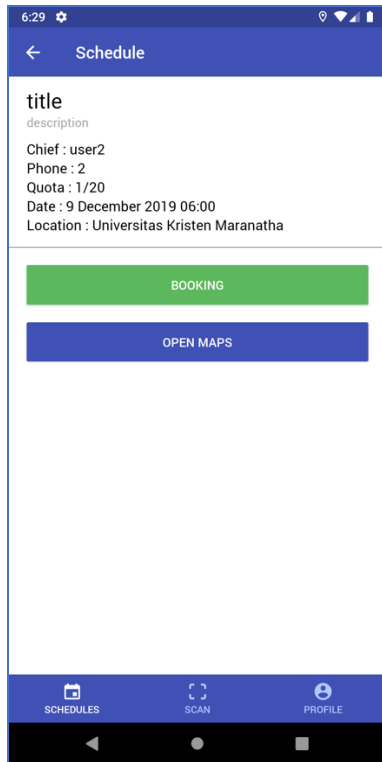 6:29
Schedule
title
description
Chief : user2
Phone : 2
Quota : 1/20
Date : 9 December 2019 06:00
Location : Universitas Kristen Maranatha
BOOKING
OPEN MAPS
SCHEDULES
SCAN
PROFILE